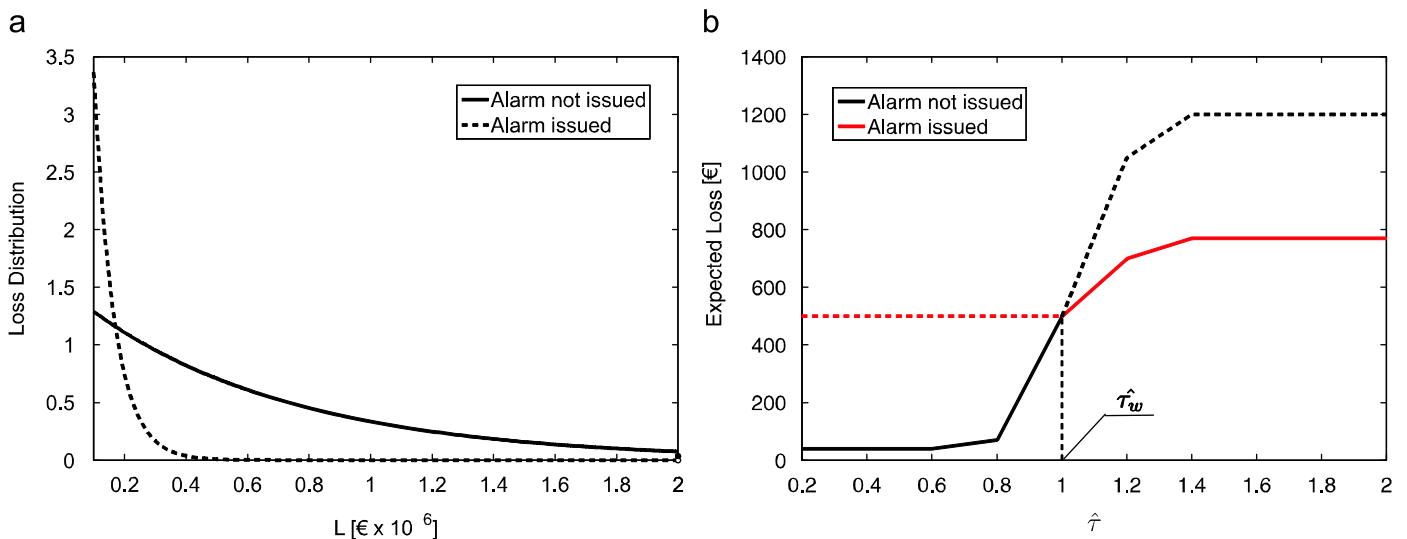 a
3.5
3
2.5
2
1.5
1
0.5
0
Loss Distribution
Alarm not issued
Alarm issued
0.2 0.4 0.6 0.8 1 1.2 1.4 1.6 1.8 2
L [€ x 10 ⁶]
b
1400
1200
1000
800
600
400
200
0
Expected Loss [€]
Alarm not issued
Alarm issued
τ̂_w
0.2 0.4 0.6 0.8 1 1.2 1.4 1.6 1.8 2
τ̂